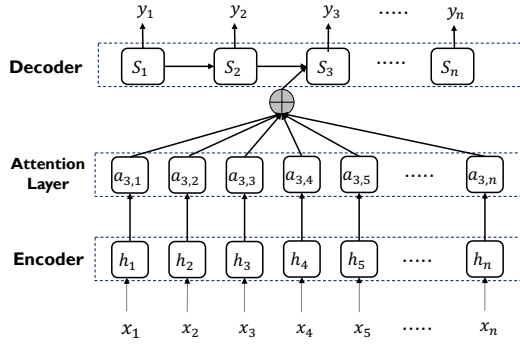 y₁ y₂ y₃ ····· yₙ
Decoder S₁ S₂ S₃ ····· Sₙ
Attention
Layer
a₃,₁ a₃,₂ a₃,₃ a₃,₄ a₃,₅ ····· a₃,ₙ
Encoder h₁ h₂ h₃ h₄ h₅ ····· hₙ
x₁ x₂ x₃ x₄ x₅ ····· xₙ